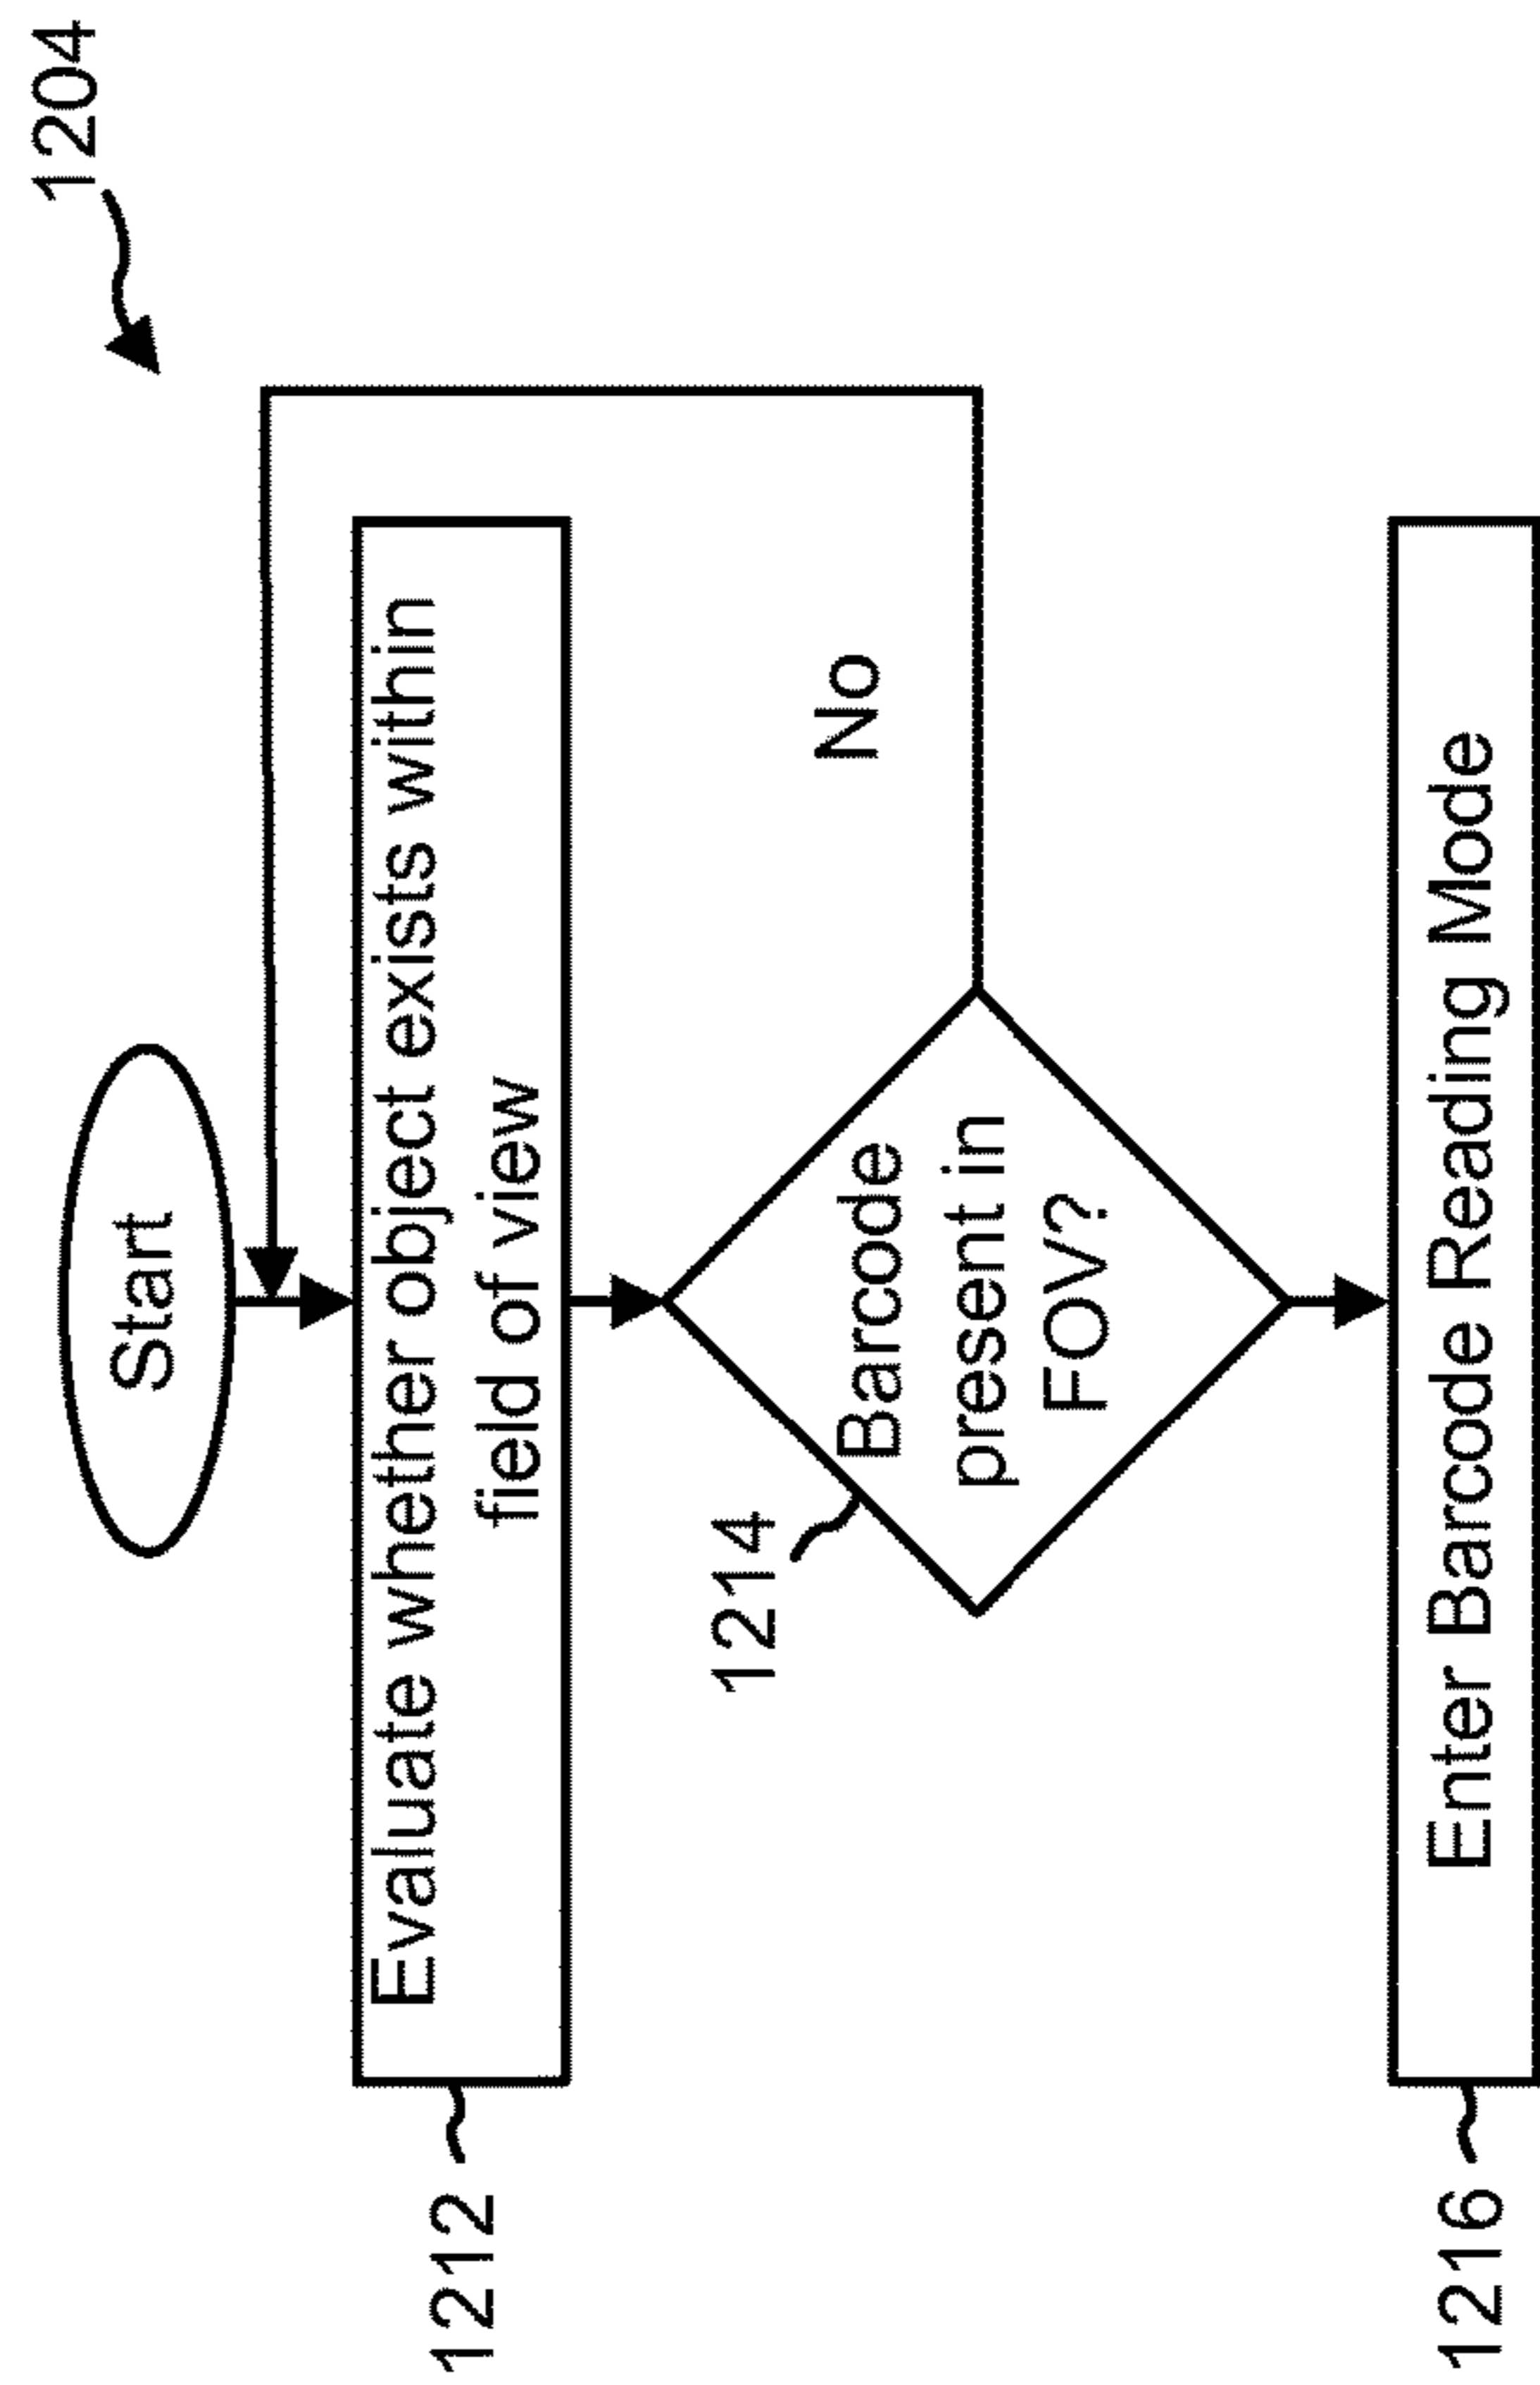 1204
Start
1212
Evaluate whether object exists within
field of view
1214
Barcode
present in
FOV?
No
1216
Enter Barcode Reading Mode